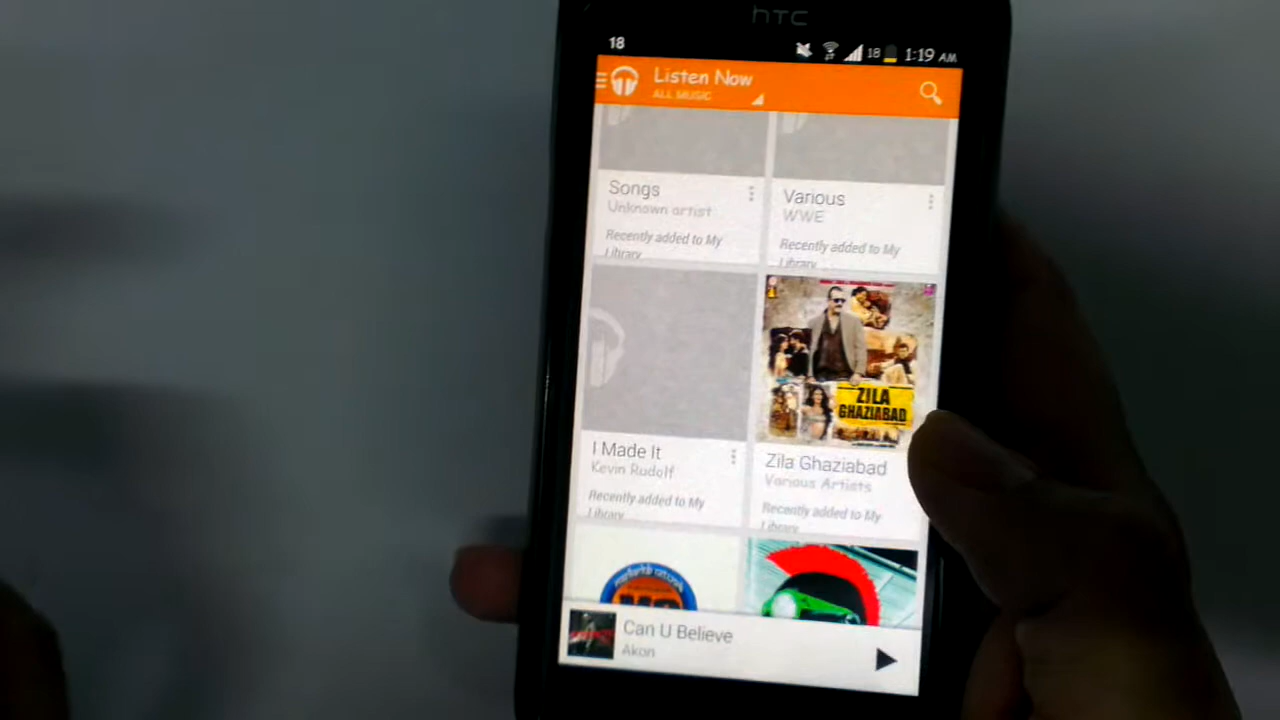 hTC
18
18
1:19 AM
Listen Now
ALL MUSIC
Songs
Unknown artist
Recently added to My
Library
Various
WWE
Recently added to My
Library
I Made It
Kevin Rudolf
Recently added to My
Library
ZILA
GHAZIABAD
Zila Ghaziabad
Various Artists
Recently added to My
Library
Can U Believe
Akon